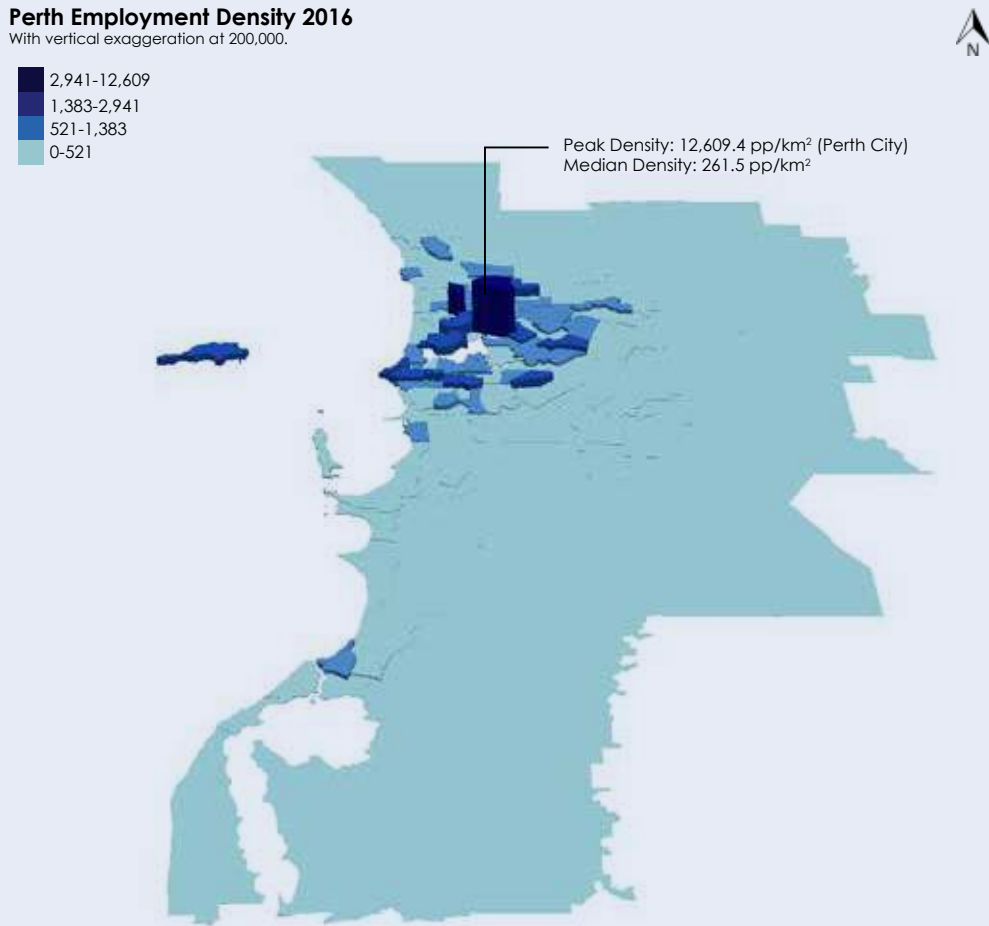 Perth Employment Density 2016
With vertical exaggeration at 200,000.
N
2,941-12,609
1,383-2,941
521-1,383
0-521
Peak Density: 12,609.4 pp/km² (Perth City)
Median Density: 261.5 pp/km²